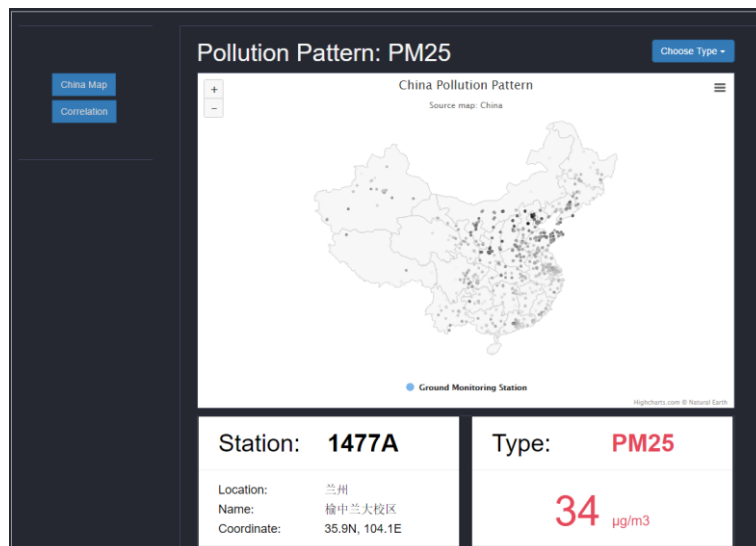 Pollution Pattern: PM25
Choose Type
China Map
Correlation
+
−
China Pollution Pattern
Source map: China
Ground Monitoring Station
Highcharts.com © Natural Earth
Station: 1477A
Location: 兰州
Name: 榆中兰大校区
Coordinate: 35.9N, 104.1E
Type: PM25
34 μg/m3